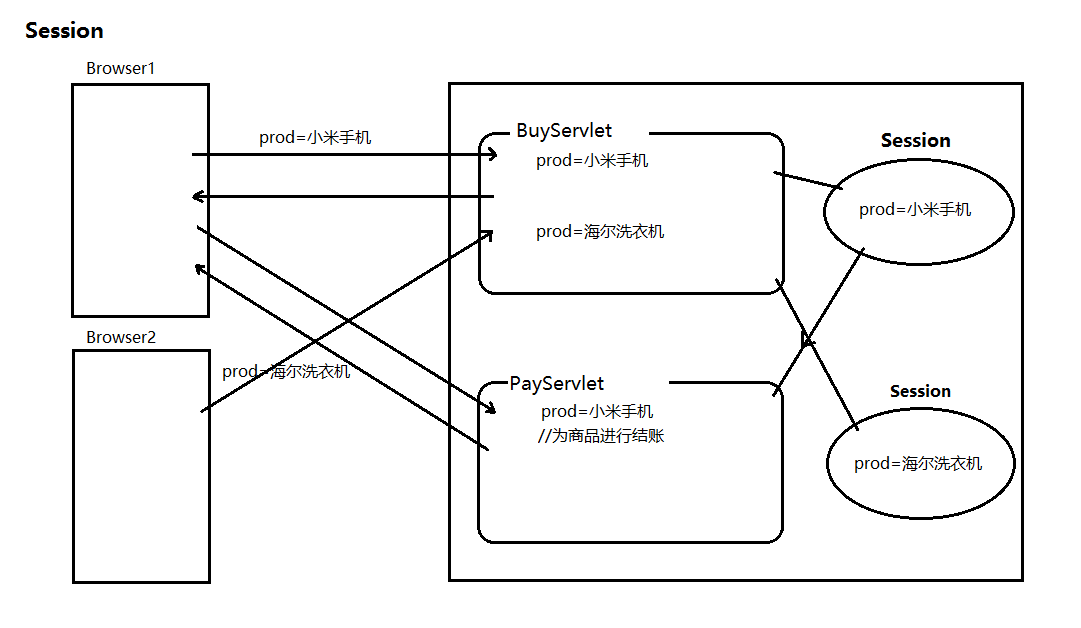 Session
Browser1
prod=小米手机
BuyServlet
prod=小米手机
prod=海尔洗衣机
Session
prod=小米手机
Browser2
prod=海尔洗衣机
PayServlet
prod=小米手机
//为商品进行结账
Session
prod=海尔洗衣机